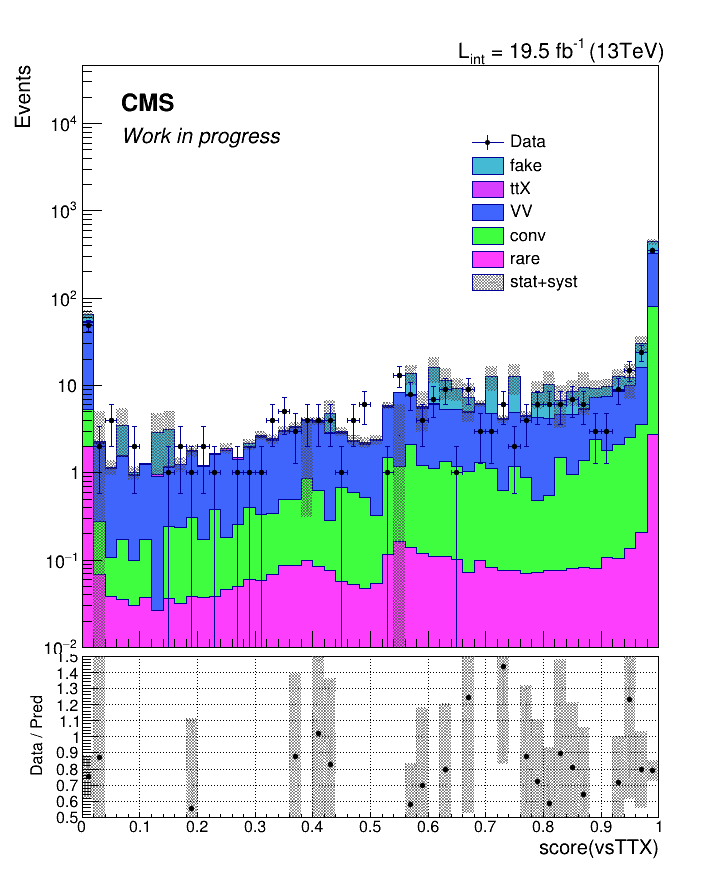 L_int = 19.5 fb^-1 (13TeV)
Events
CMS
Work in progress
Data
fake
ttX
VV
conv
rare
stat+syst
10^4
10^3
10^2
10
1
10^−1
10^−2
Data / Pred
1.5
1.4
1.3
1.2
1.1
1
0.9
0.8
0.7
0.6
0.5
0 0.1 0.2 0.3 0.4 0.5 0.6 0.7 0.8 0.9 1
score(vsTTX)